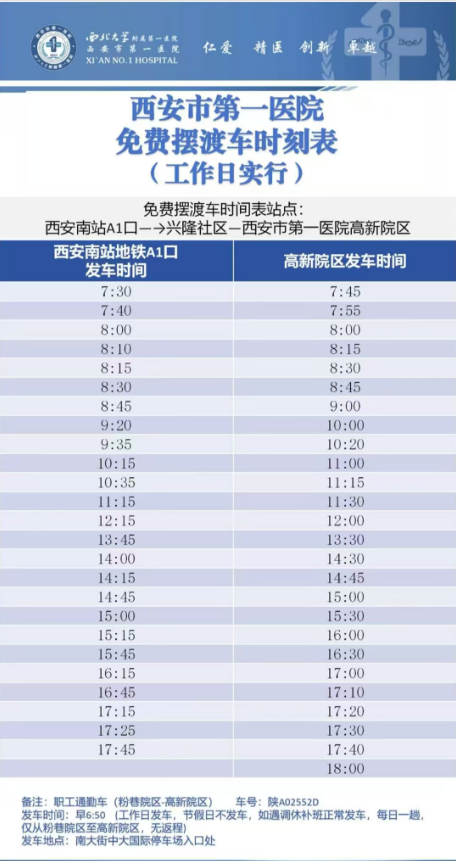 西北大学附属第一医院
西安市第一医院
XI'AN NO.1 HOSPITAL
仁爱 精医 创新 卓越
西安市第一医院
免费摆渡车时刻表
（工作日实行）
免费摆渡车时间表站点：
西安南站A1口—→兴隆社区—西安市第一医院高新院区
西安南站地铁A1口
发车时间
高新院区发车时间
7:30 7:45
7:40 7:55
8:00 8:00
8:10 8:15
8:15 8:30
8:30 8:45
8:45 9:00
9:20 10:00
9:35 10:20
10:15 11:00
10:35 11:15
11:15 11:30
12:15 12:00
13:45 13:30
14:00 14:30
14:15 14:45
14:45 15:00
15:00 15:30
15:15 16:00
15:45 16:30
16:15 17:00
16:45 17:10
17:15 17:20
17:25 17:30
17:45 17:40
18:00
备注：职工通勤车（粉巷院区-高新院区） 车号：陕A02552D
发车时间：早6:50 （工作日发车，节假日不发车，如遇调休补班正常发车，每日一趟，
仅从粉巷院区至高新院区，无返程）
发车地点：南大街中大国际停车场入口处